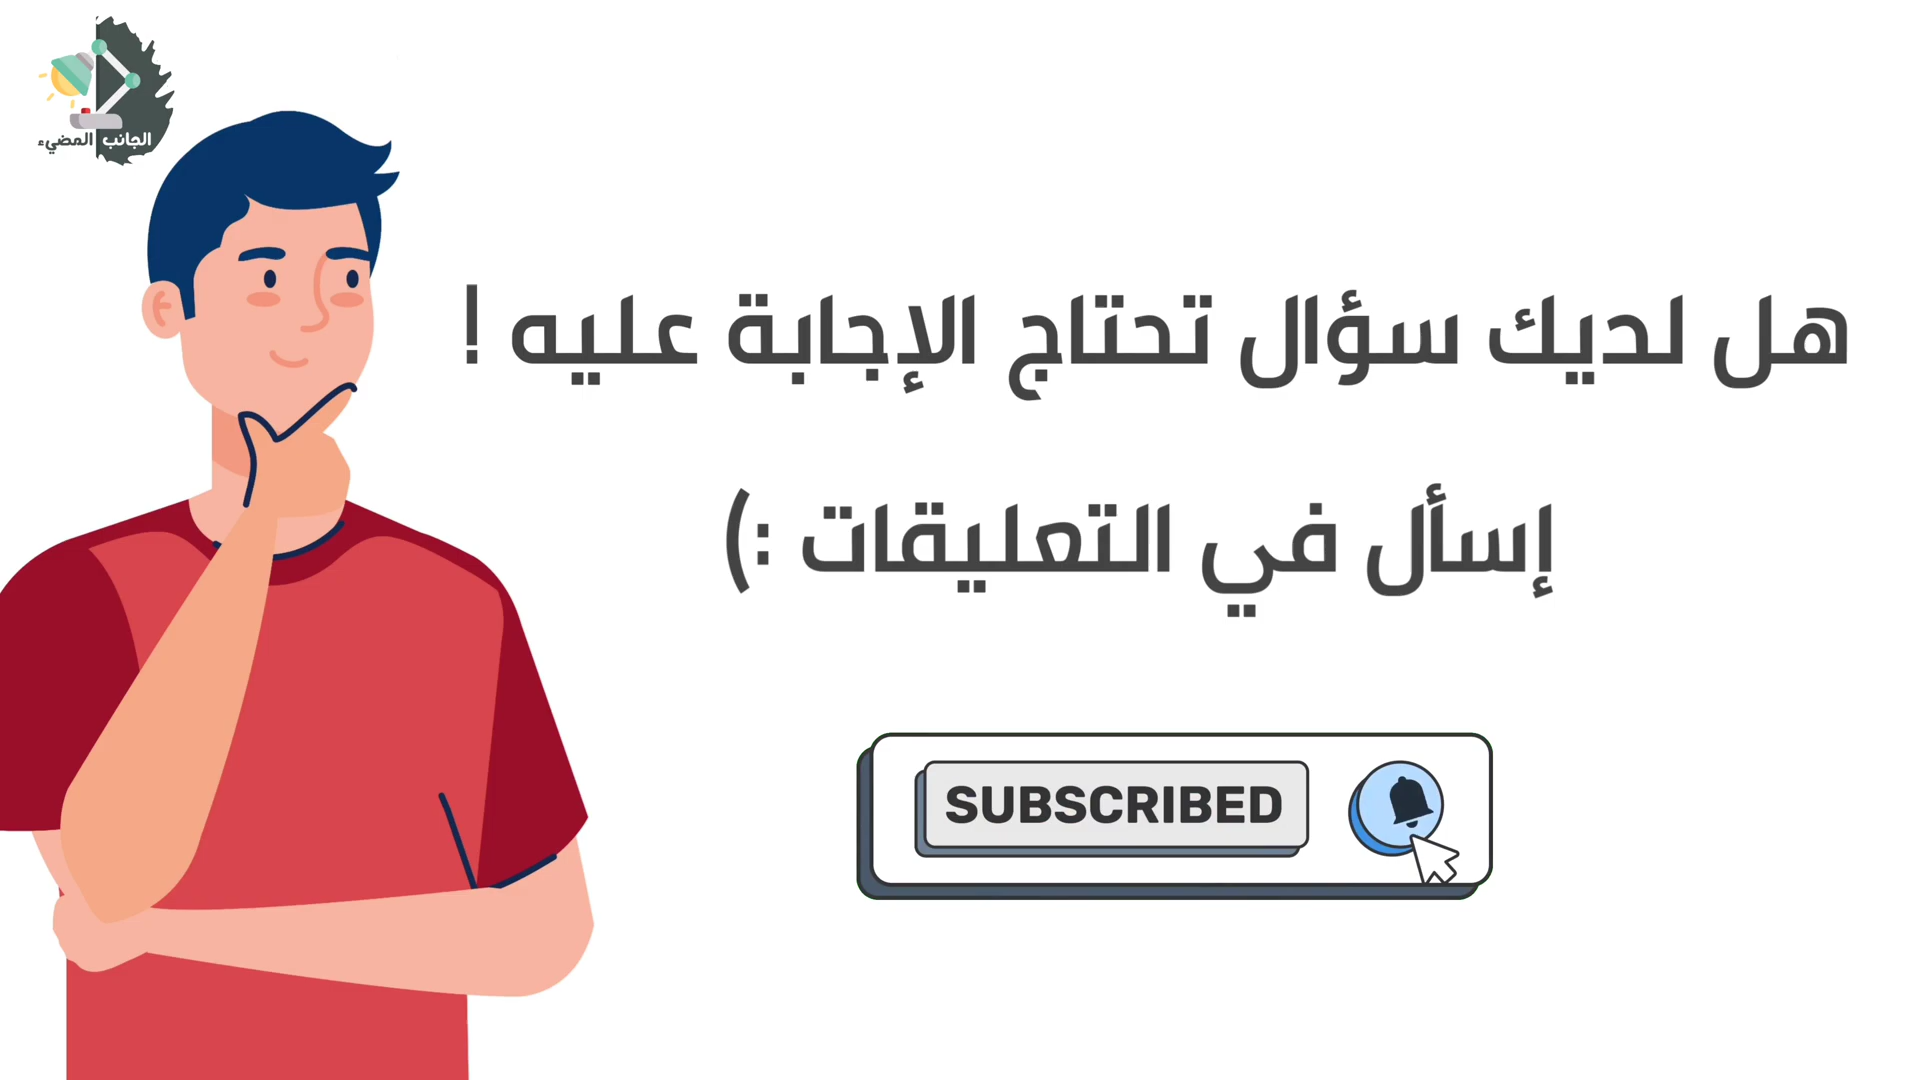 الجانب المضيء
هل لديك سؤال تحتاج الإجابة عليه !
إسأل في التعليقات :)
SUBSCRIBED